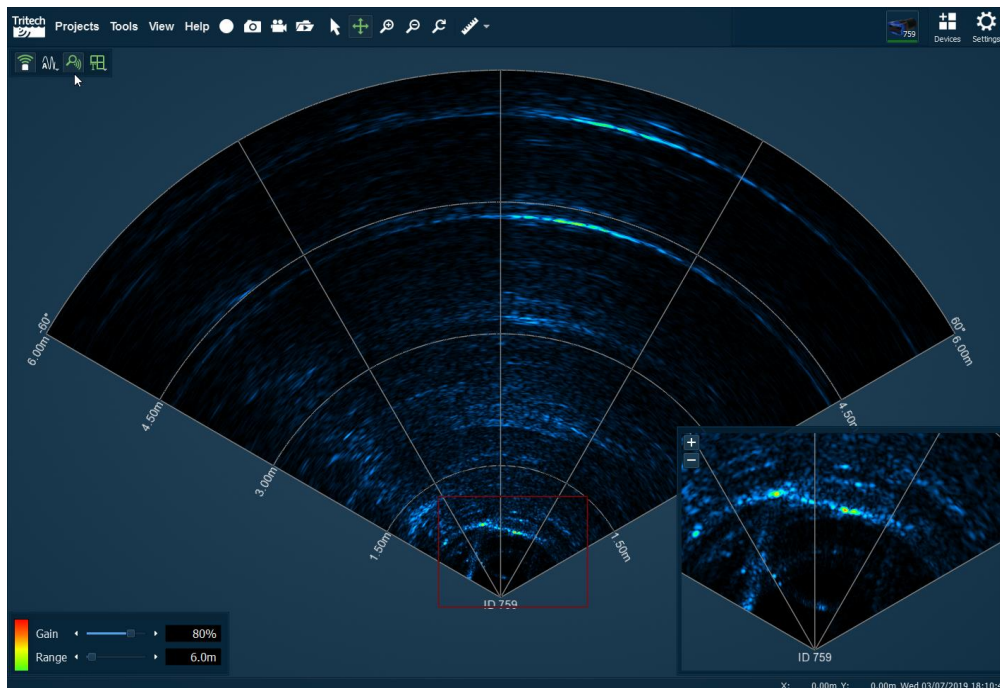 Tritech Projects Tools View Help
759
Devices Settings
-60°
6.00m
60°
6.00m
4.50m
4.50
3.00m
1.50m
1.50m
ID 759
+
−
ID 759
Gain 80%
Range 6.0m
X: 0.00m Y: 0.00m Wed 03/07/2019 18:10: